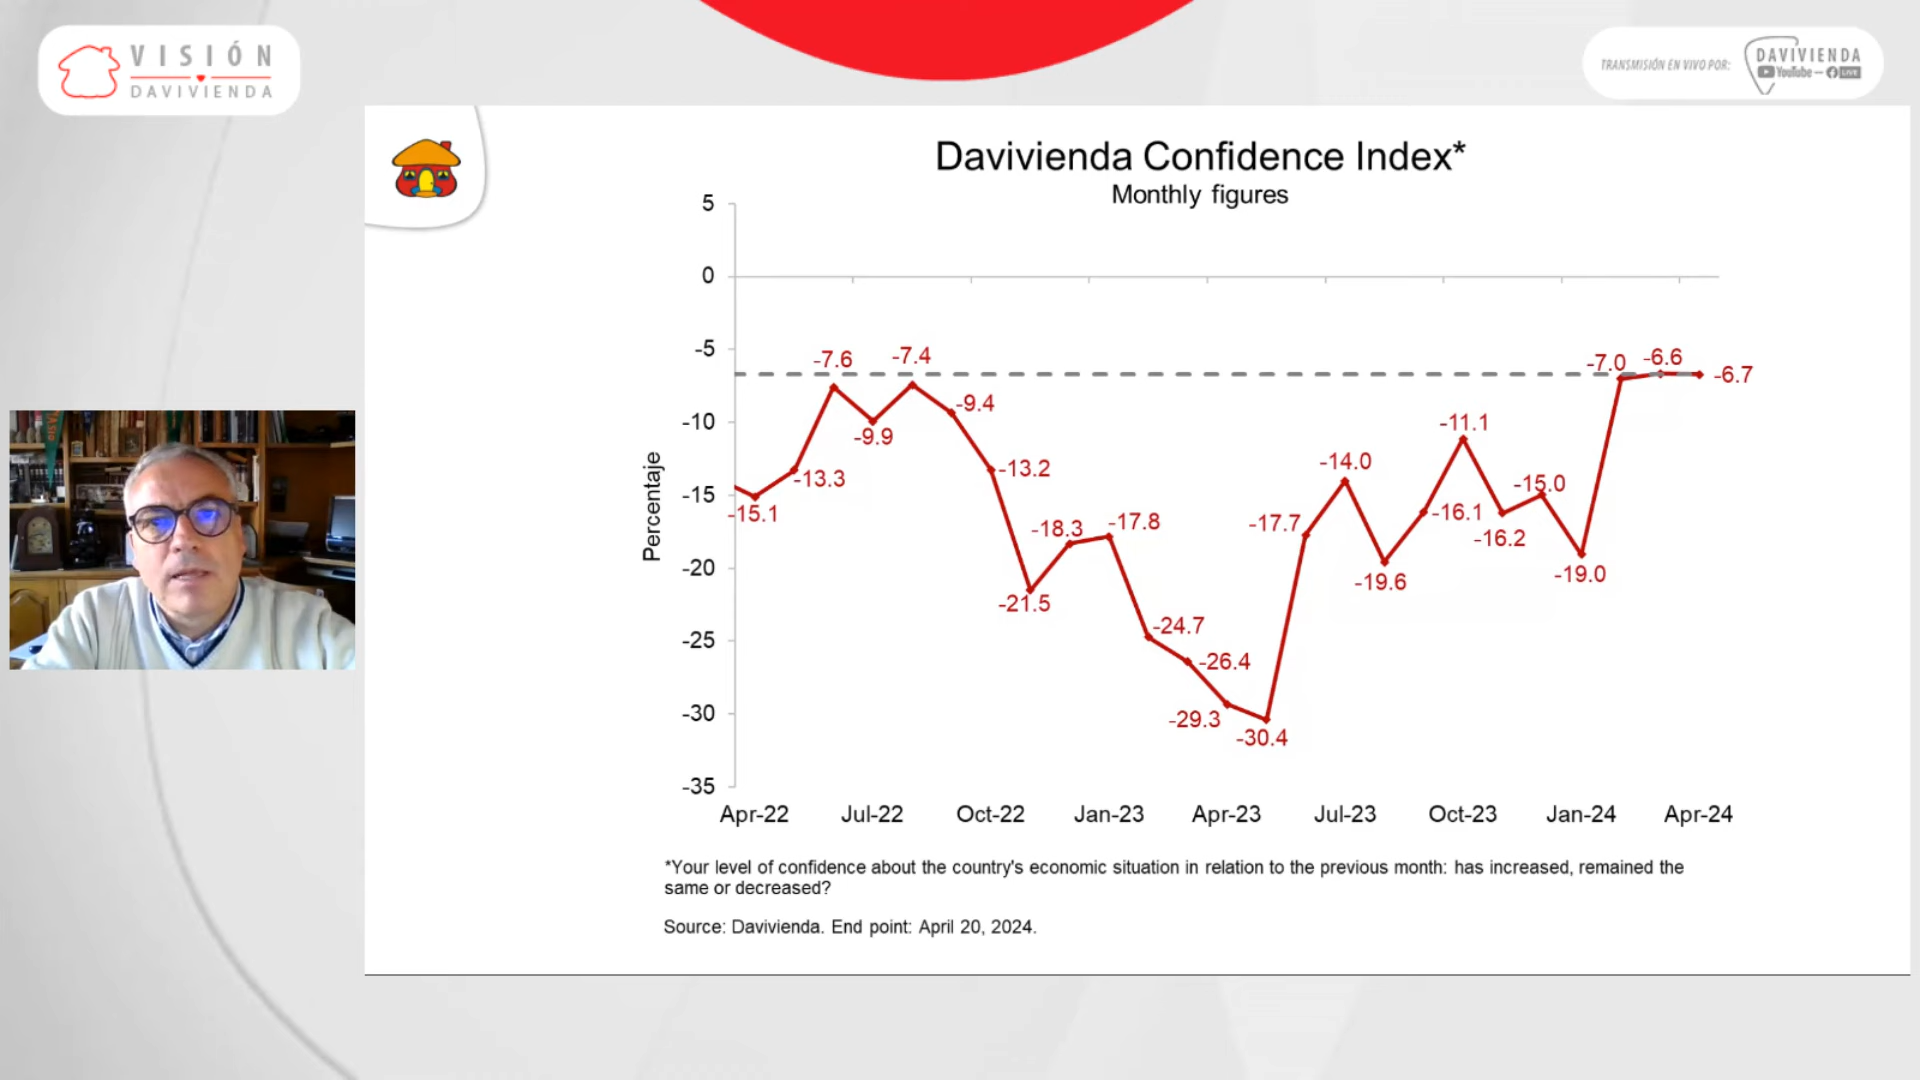 VISIÓN
DAVIVIENDA
TRANSMISIÓN EN VIVO POR:
DAVIVIENDA
YouTube – LIVE
Davivienda Confidence Index*
Monthly figures
5
0
-5
-10
-15
-20
-25
-30
-35
Percentaje
-15.1
-13.3
-7.6
-9.9
-7.4
-9.4
-13.2
-21.5
-18.3
-17.8
-24.7
-26.4
-29.3
-30.4
-17.7
-14.0
-19.6
-16.1
-11.1
-16.2
-15.0
-19.0
-7.0
-6.6
-6.7
Apr-22 Jul-22 Oct-22 Jan-23 Apr-23 Jul-23 Oct-23 Jan-24 Apr-24
*Your level of confidence about the country's economic situation in relation to the previous month: has increased, remained the
same or decreased?
Source: Davivienda. End point: April 20, 2024.